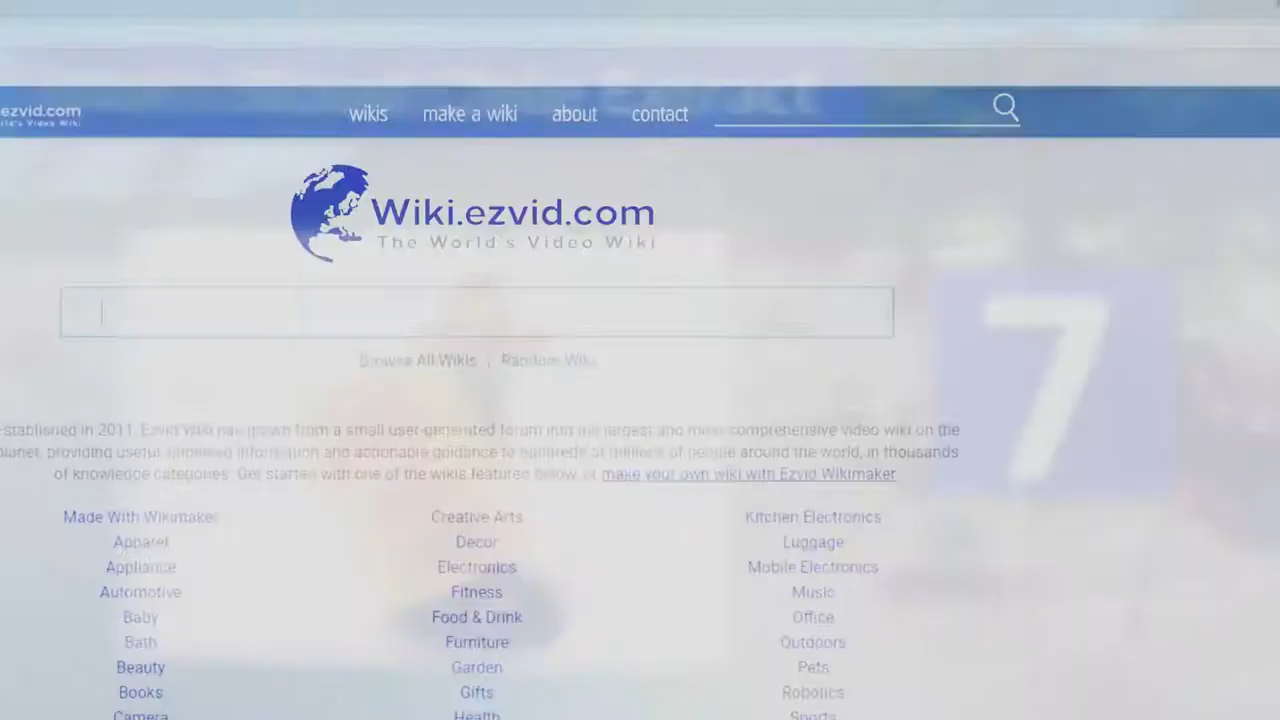 ezvid.com
wikis make a wiki about contact
Wiki.ezvid.com
The World's Video Wiki
Browse All Wikis | Random Wiki
7
established in 2011, Ezvid Wiki has grown from a small user-generated forum into the largest and most comprehensive video wiki on the
planet, providing useful, unbiased information and actionable guidance to hundreds of millions of people around the world, in thousands
of knowledge categories. Get started with one of the wikis featured below, or make your own wiki with Ezvid Wikimaker
Made With Wikimaker Creative Arts Kitchen Electronics
Apparel Decor Luggage
Appliance Electronics Mobile Electronics
Automotive Fitness Music
Baby Food & Drink Office
Bath Furniture Outdoors
Beauty Garden Pets
Books Gifts Robotics
Camera Health Sports